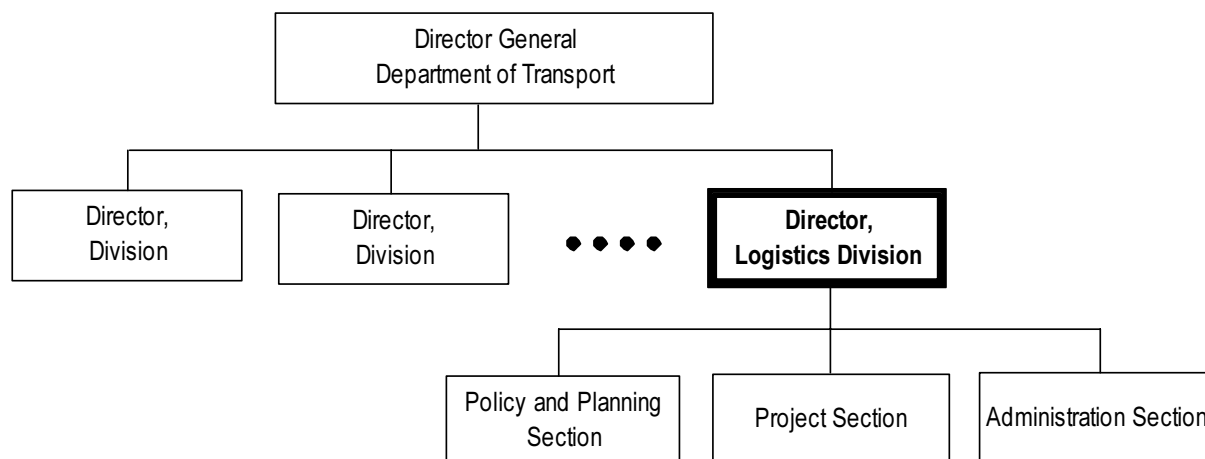 Director General
Department of Transport
Director,
Division
Director,
Division
Director,
Logistics Division
Policy and Planning
Section
Project Section
Administration Section